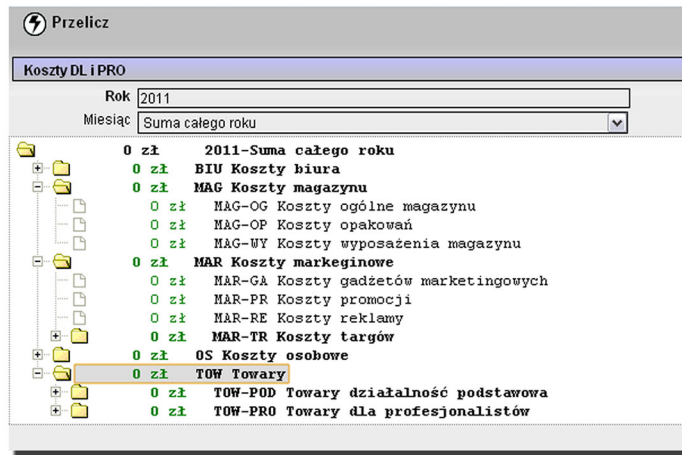 Przelicz
Koszty DL i PRO
Rok 2011
Miesiąc Suma całego roku
0 zł 2011-Suma całego roku
0 zł BIU Koszty biura
0 zł MAG Koszty magazynu
0 zł MAG-OG Koszty ogólne magazynu
0 zł MAG-OP Koszty opakowań
0 zł MAG-WY Koszty wyposażenia magazynu
0 zł MAR Koszty markeginowe
0 zł MAR-GA Koszty gadżetów marketingowych
0 zł MAR-PR Koszty promocji
0 zł MAR-RE Koszty reklamy
0 zł MAR-TR Koszty targów
0 zł OS Koszty osobowe
0 zł TOW Towary
0 zł TOW-POD Towary działalność podstawowa
0 zł TOW-PRO Towary dla profesjonalistów